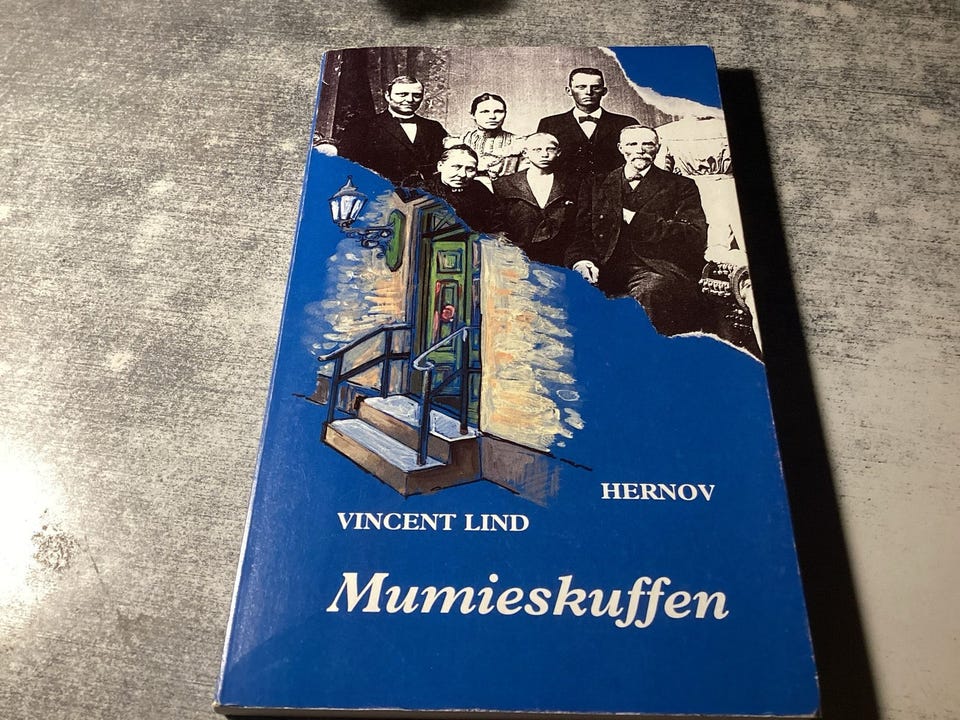 HERNOV
VINCENT LIND
Mumieskuffen